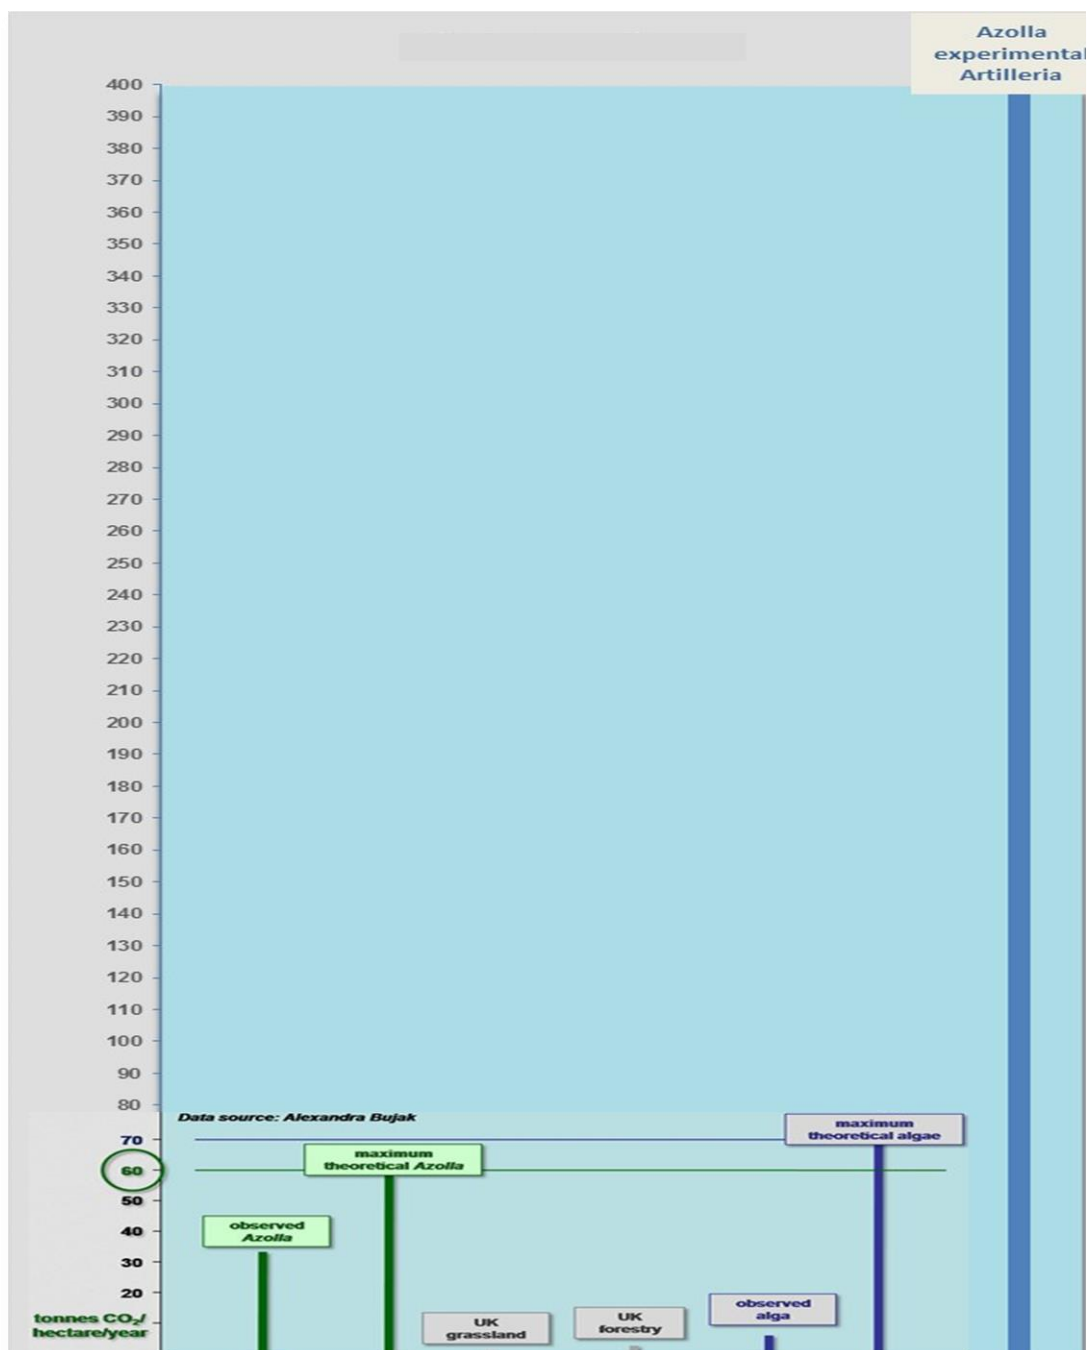 Azolla
experimental
Artilleria
400
390
380
370
360
350
340
330
320
310
300
290
280
270
260
250
240
230
220
210
200
190
180
170
160
150
140
130
120
110
100
90
80
Data source: Alexandra Bujak
70
maximum
theoretical algae
maximum
theoretical Azolla
60
50
observed
Azolla
40
30
20
observed
alga
tonnes CO₂/
hectare/year
UK
grassland
UK
forestry